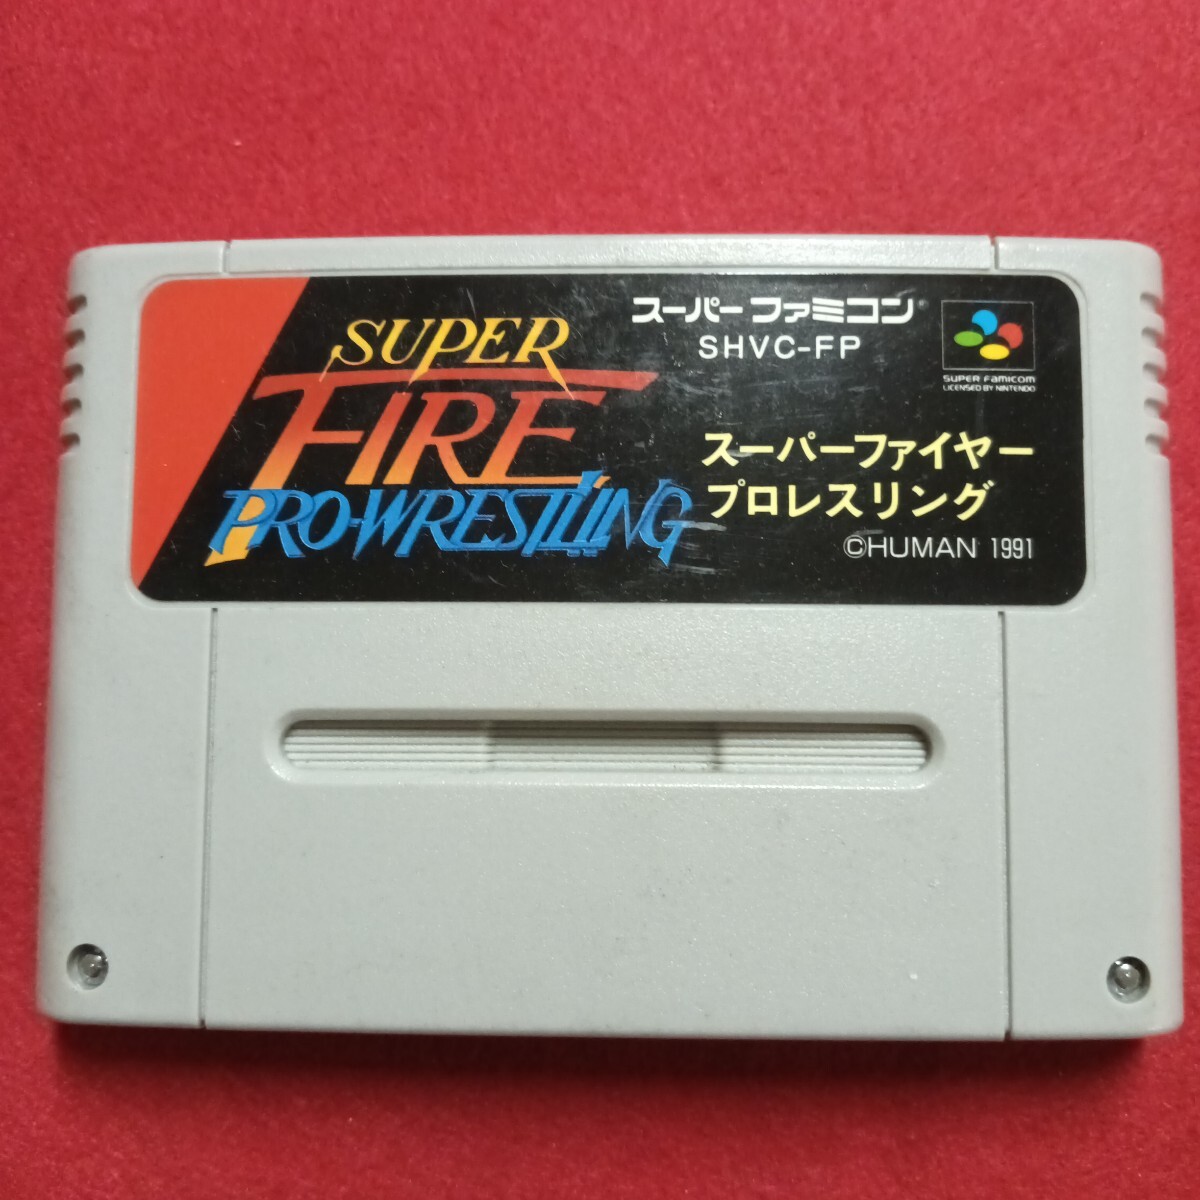 SUPER
FIRE
PRO-WRESTLING
スーパーファミコン
SHVC-FP
SUPER FAMICOM
LICENSED BY NINTENDO
スーパーファイヤー
プロレスリング
©HUMAN 1991